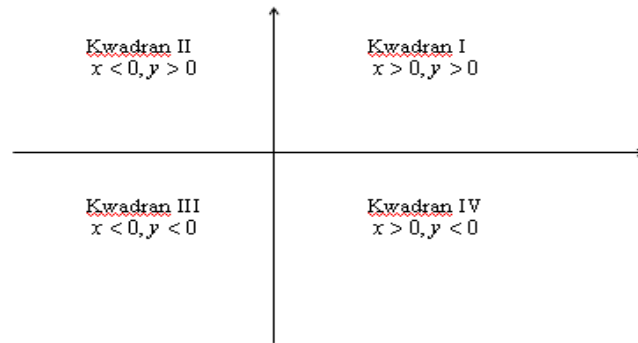 Kwadran II
x < 0, y > 0
Kwadran I
x > 0, y > 0
Kwadran III
x < 0, y < 0
Kwadran IV
x > 0, y < 0